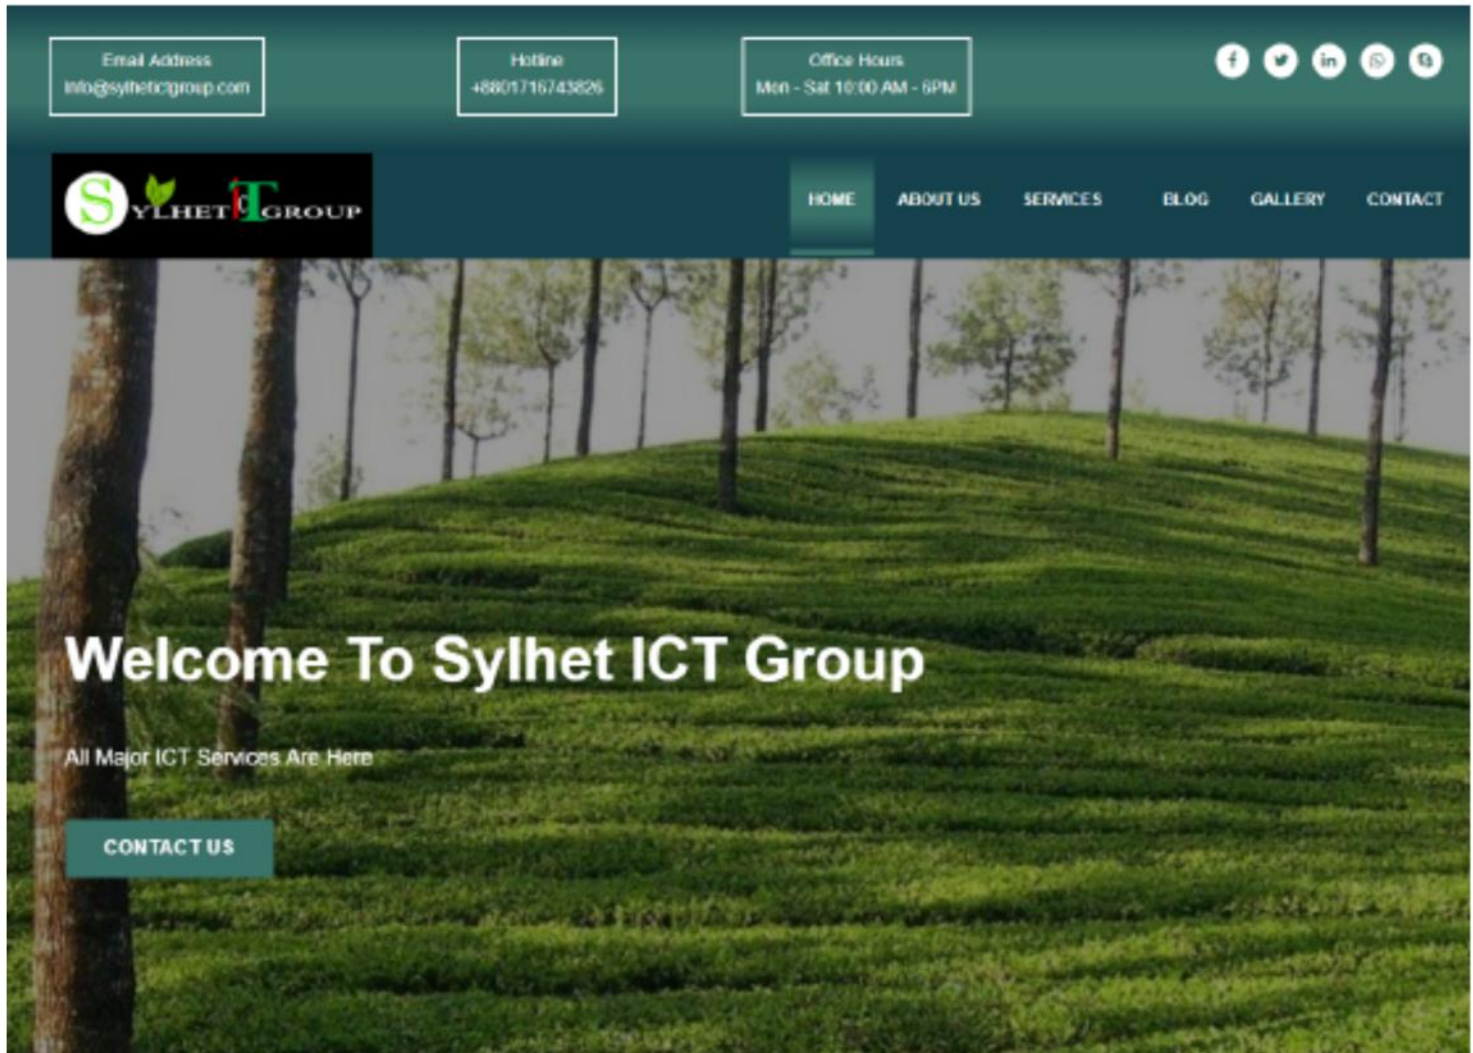 Email Address
info@sylhetictgroup.com
Hotline
+8801716743826
Office Hours
Mon - Sat 10:00 AM - 6PM
SYLHET ICT GROUP
HOME ABOUT US SERVICES BLOG GALLERY CONTACT
Welcome To Sylhet ICT Group
All Major ICT Services Are Here
CONTACT US